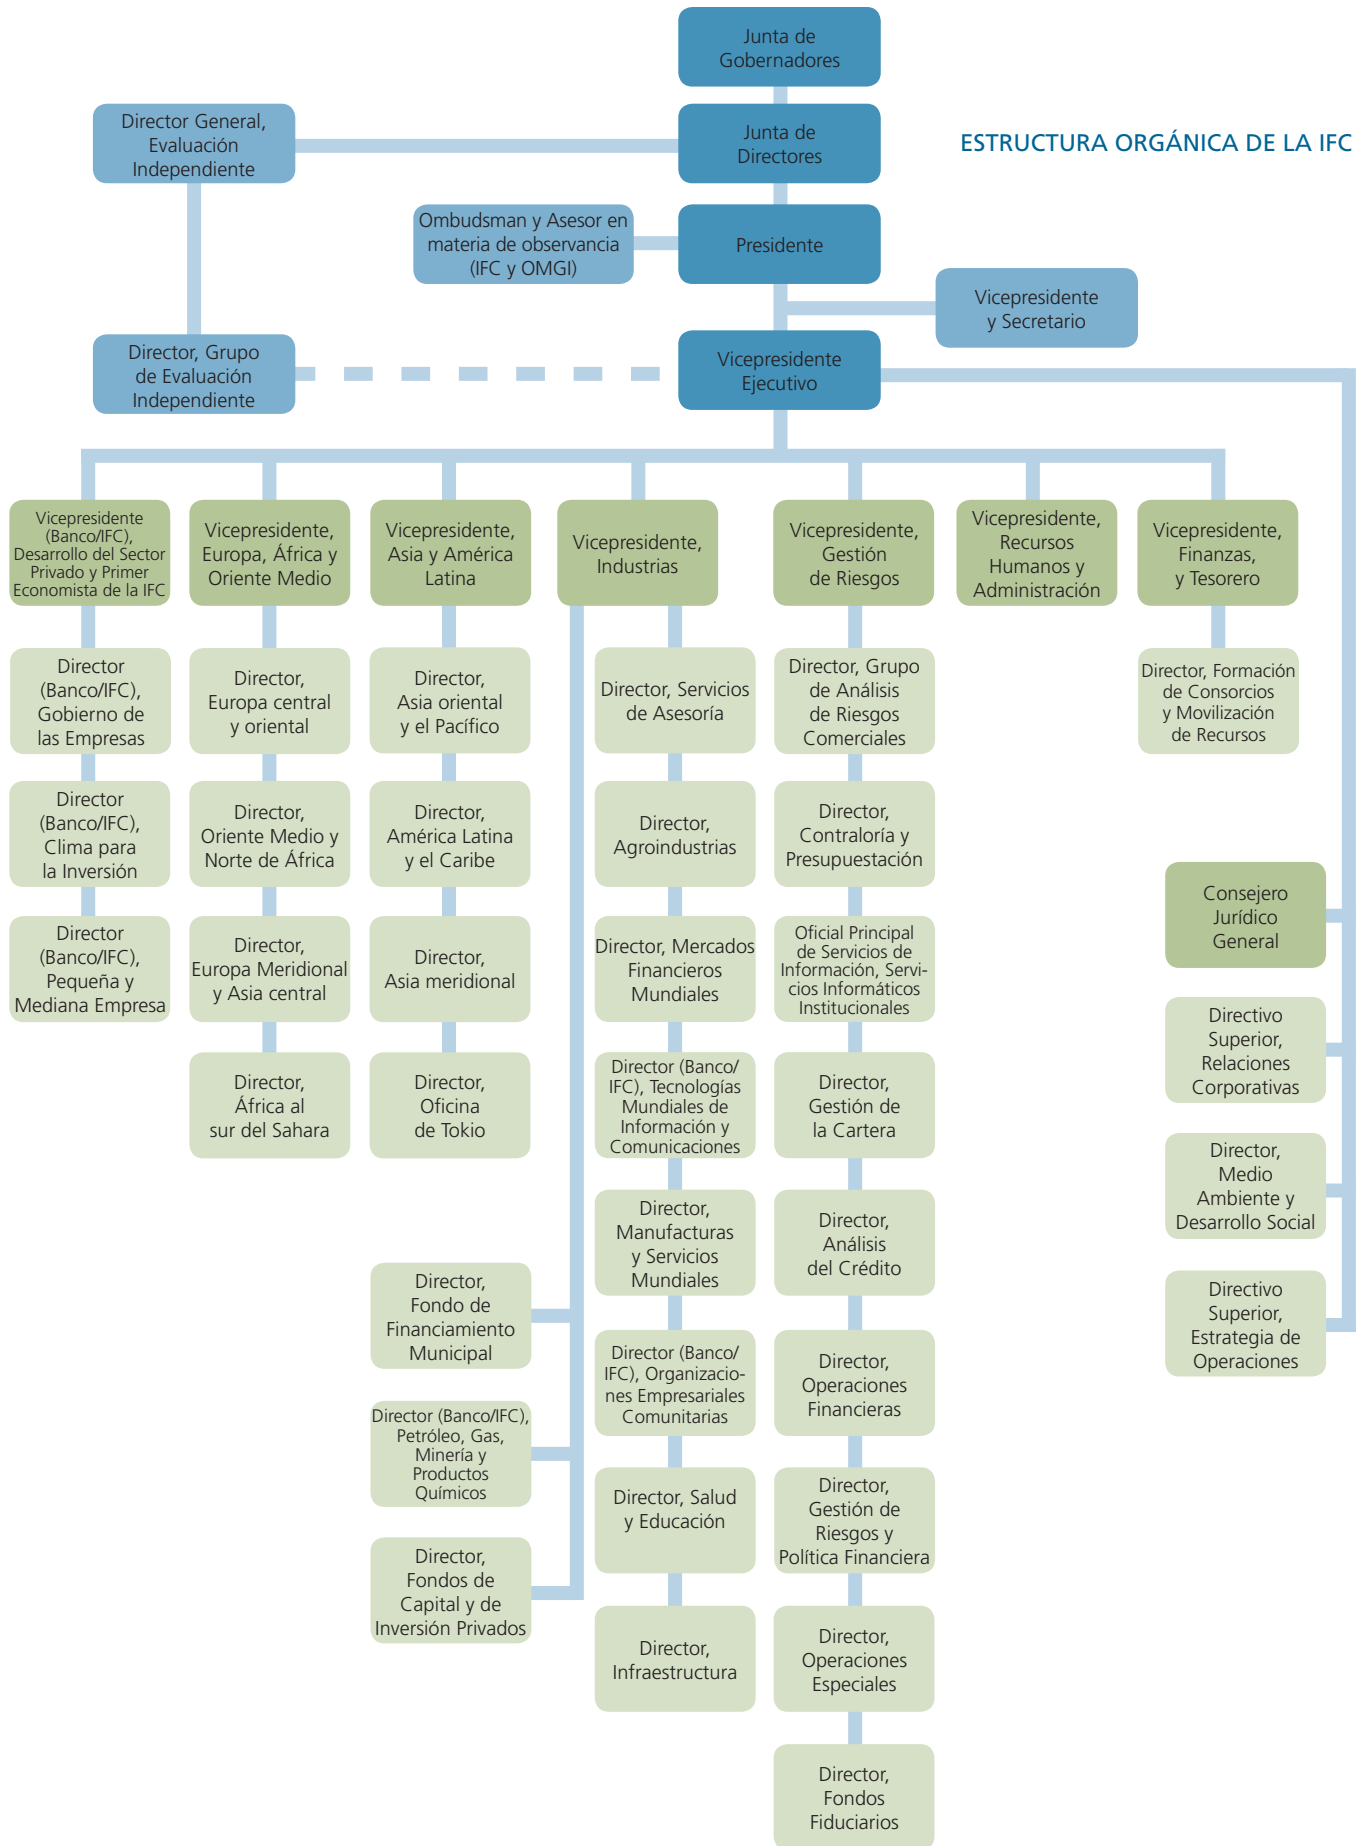 Junta de
Gobernadores
Director General,
Evaluación
Independiente
Junta de
Directores
ESTRUCTURA ORGÁNICA DE LA IFC
Ombudsman y Asesor en
materia de observancia
(IFC y OMGI)
Presidente
Vicepresidente
y Secretario
Director, Grupo
de Evaluación
Independiente
Vicepresidente
Ejecutivo
Vicepresidente
(Banco/IFC),
Desarrollo del Sector
Privado y Primer
Economista de la IFC
Vicepresidente,
Europa, África y
Oriente Medio
Vicepresidente,
Asia y América
Latina
Vicepresidente,
Industrias
Vicepresidente,
Gestión
de Riesgos
Vicepresidente,
Recursos
Humanos y
Administración
Vicepresidente,
Finanzas,
y Tesorero
Director
(Banco/IFC),
Gobierno de
las Empresas
Director,
Europa central
y oriental
Director,
Asia oriental
y el Pacífico
Director, Servicios
de Asesoría
Director, Grupo
de Análisis
de Riesgos
Comerciales
Director, Formación
de Consorcios
y Movilización
de Recursos
Director
(Banco/IFC),
Clima para
la Inversión
Director,
Oriente Medio y
Norte de África
Director,
América Latina
y el Caribe
Director,
Agroindustrias
Director,
Contraloría y
Presupuestación
Consejero
Jurídico
General
Director
(Banco/IFC),
Pequeña y
Mediana Empresa
Director,
Europa Meridional
y Asia central
Director,
Asia meridional
Director, Mercados
Financieros
Mundiales
Oficial Principal
de Servicios de
Información, Servi-
cios Informáticos
Institucionales
Directivo
Superior,
Relaciones
Corporativas
Director,
África al
sur del Sahara
Director,
Oficina
de Tokio
Director (Banco/
IFC), Tecnologías
Mundiales de
Información y
Comunicaciones
Director,
Gestión de
la Cartera
Director,
Medio
Ambiente y
Desarrollo Social
Director,
Manufacturas
y Servicios
Mundiales
Director,
Análisis
del Crédito
Director,
Fondo de
Financiamiento
Municipal
Directivo
Superior,
Estrategia de
Operaciones
Director (Banco/
IFC), Organizacio-
nes Empresariales
Comunitarias
Director,
Operaciones
Financieras
Director (Banco/IFC),
Petróleo, Gas,
Minería y
Productos
Químicos
Director, Salud
y Educación
Director,
Gestión de
Riesgos y
Política Financiera
Director,
Fondos de
Capital y de
Inversión Privados
Director,
Infraestructura
Director,
Operaciones
Especiales
Director,
Fondos
Fiduciarios